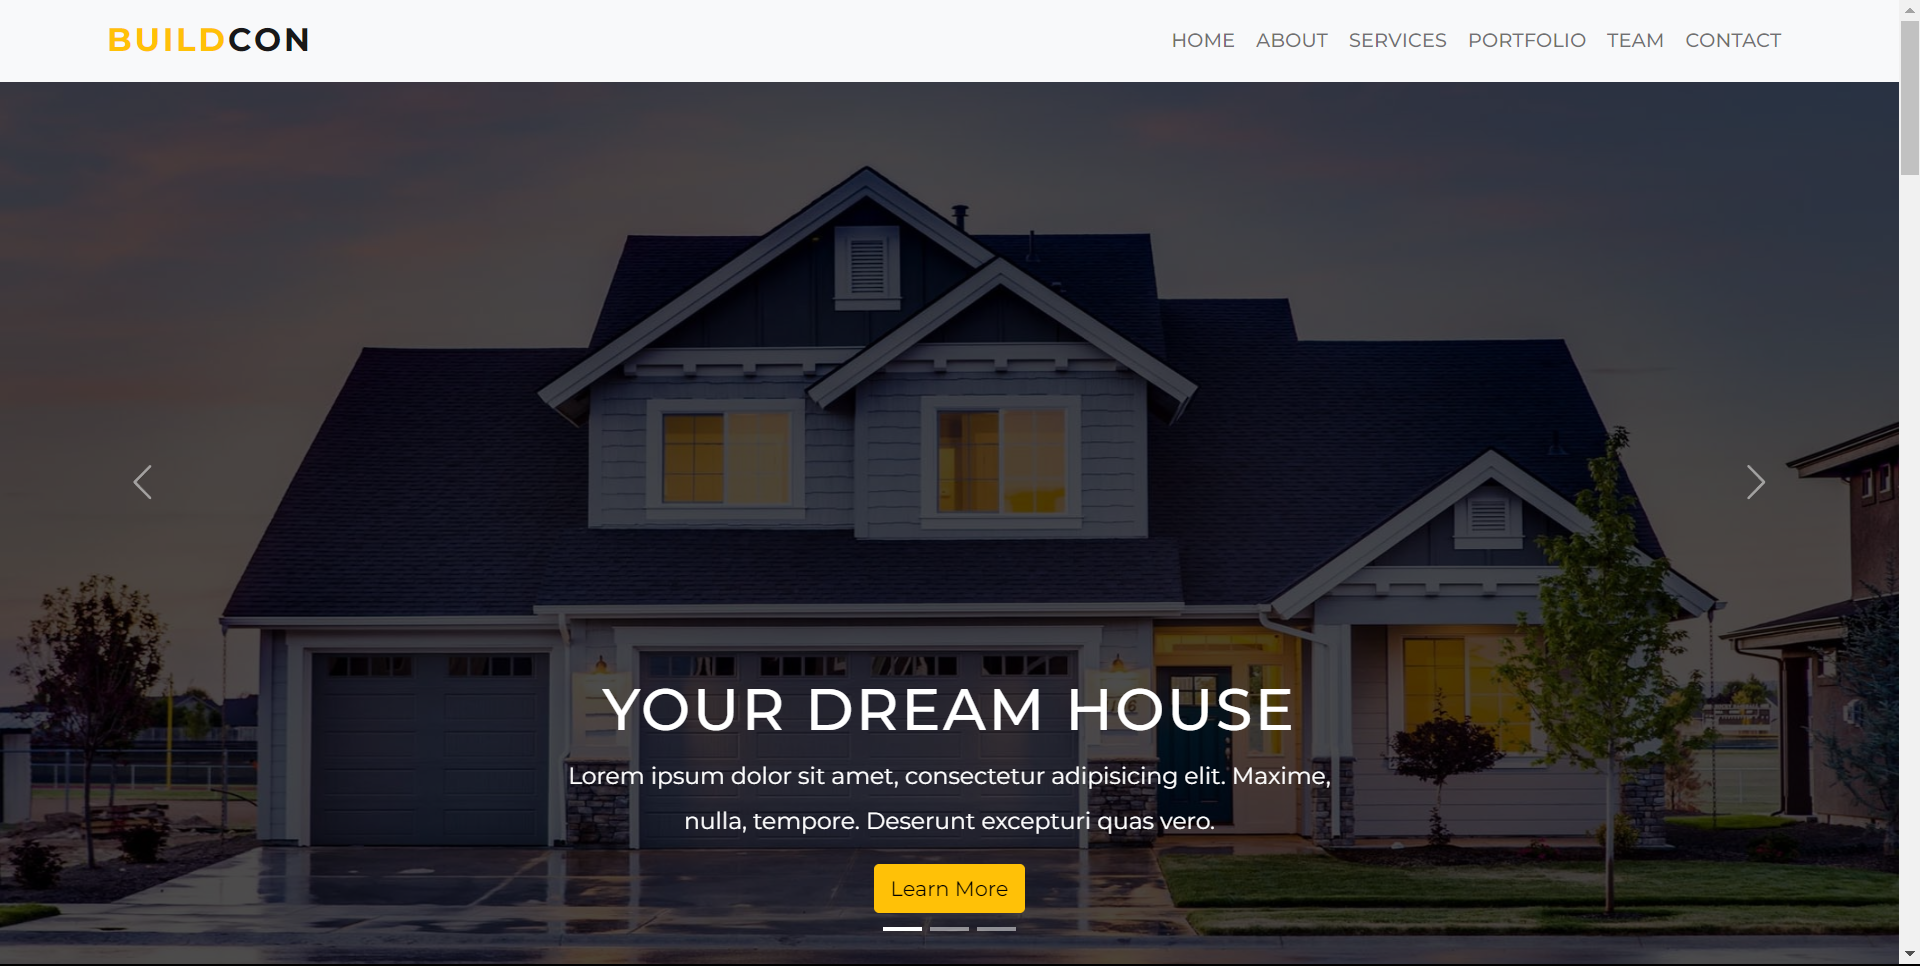 BUILDCON
HOME ABOUT SERVICES PORTFOLIO TEAM CONTACT
YOUR DREAM HOUSE
Lorem ipsum dolor sit amet, consectetur adipisicing elit. Maxime,
nulla, tempore. Deserunt excepturi quas vero.
Learn More